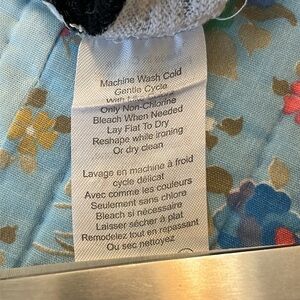 Machine Wash Cold
Gentle Cycle
With Like Colors
Only Non-Chlorine
Bleach When Needed
Lay Flat To Dry
Reshape while ironing
Or dry clean
Lavage en machine à froid
cycle délicat
Avec comme les couleurs
Seulement sans chlore
Bleach si nécessaire
Laisser sécher à plat
Remodelez tout en repassant
Ou sec nettoyez